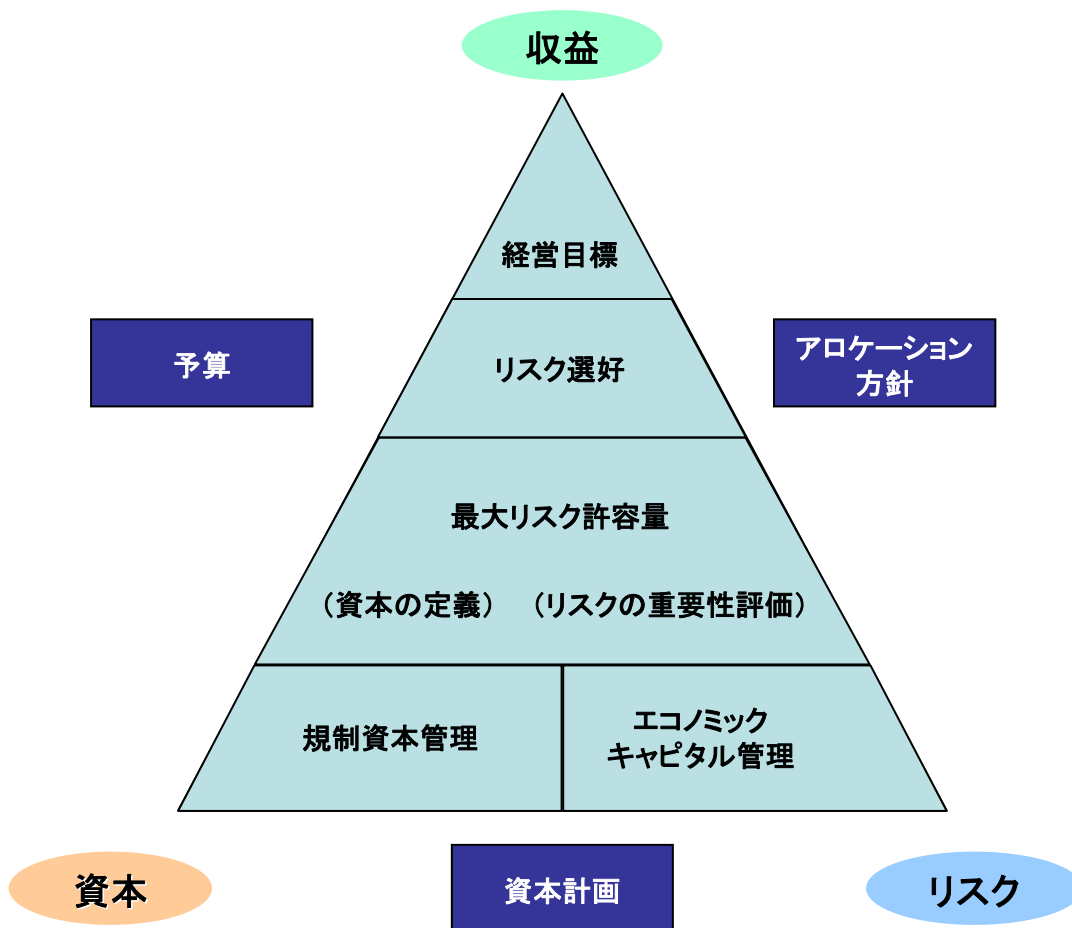 収益
経営目標
予算
リスク選好
アロケーション
方針
最大リスク許容量
（資本の定義）　（リスクの重要性評価）
規制資本管理
エコノミック
キャピタル管理
資本
資本計画
リスク